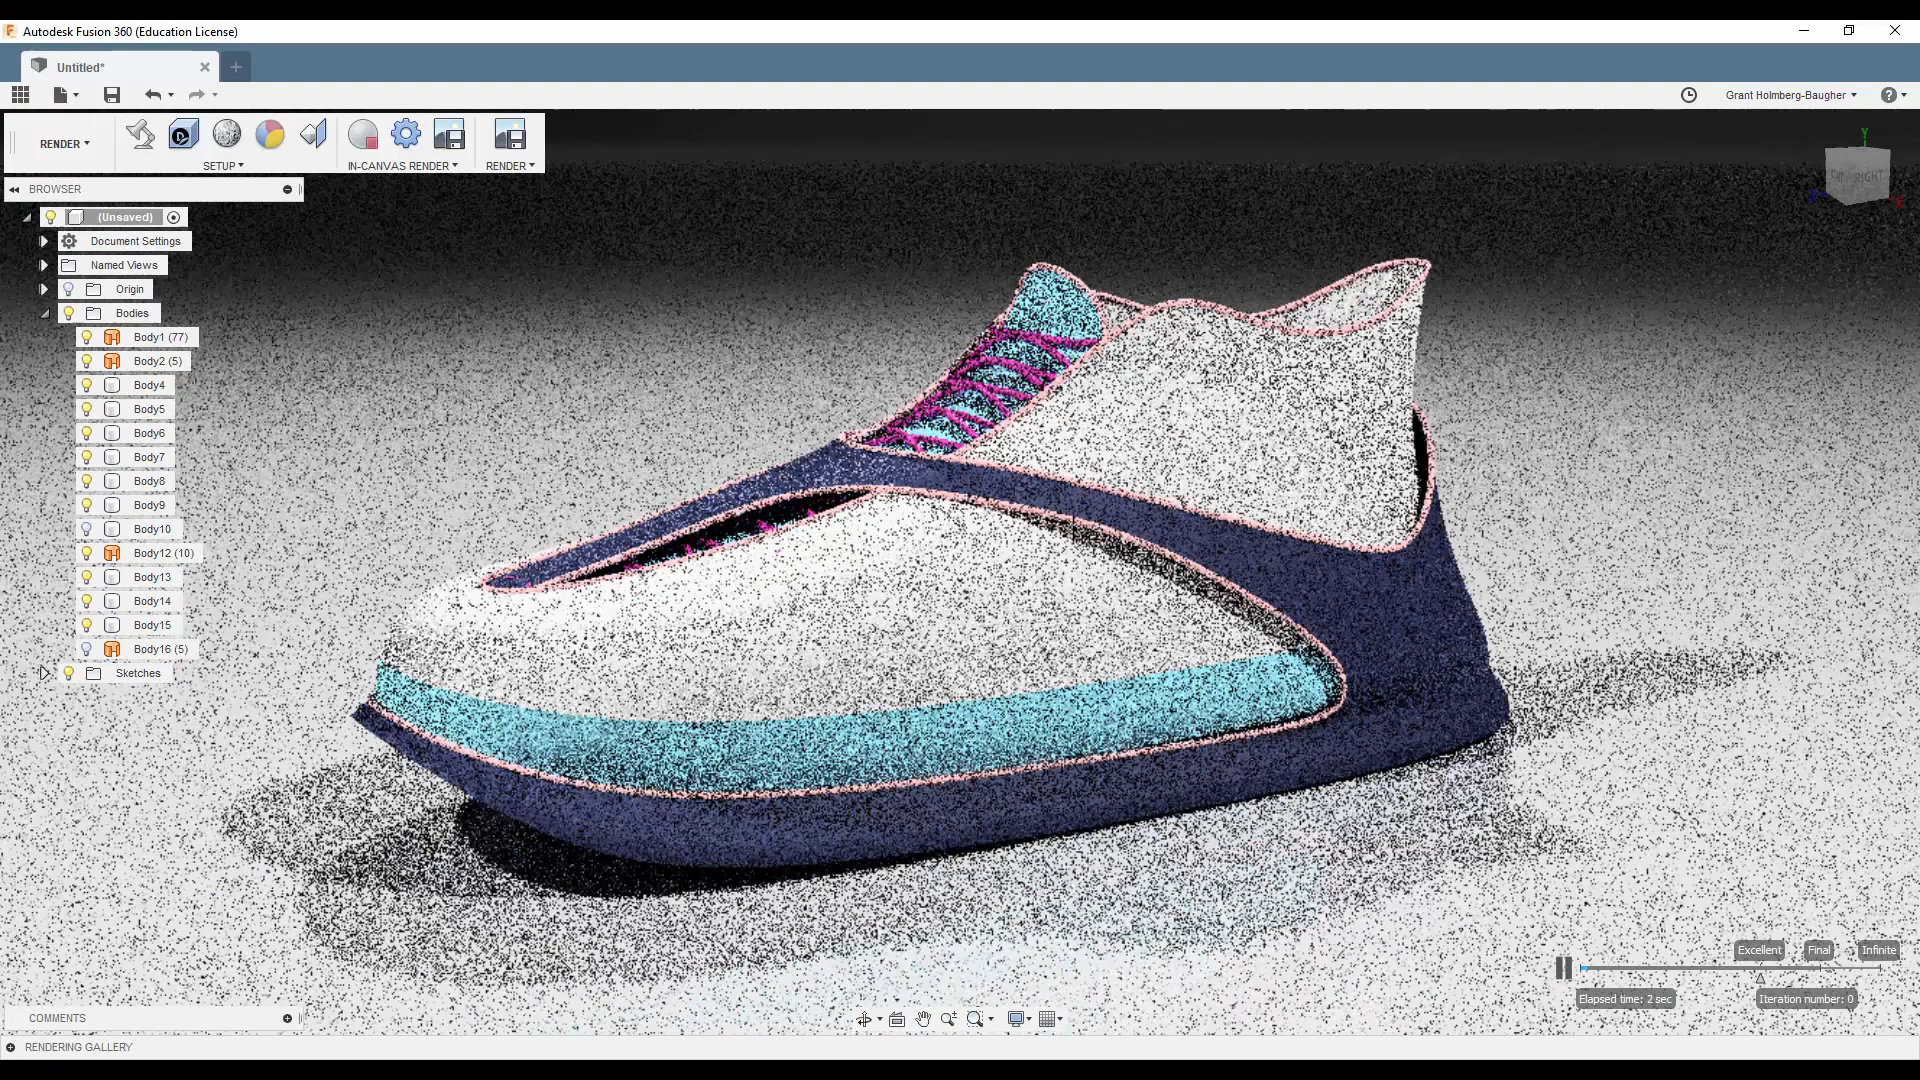 Autodesk Fusion 360 (Education License)
Untitled*
Grant Holmberg-Baugher
RENDER
SETUP
IN-CANVAS RENDER
RENDER
BROWSER
(Unsaved)
Document Settings
Named Views
Origin
Bodies
Body1 (77)
Body2 (5)
Body4
Body5
Body6
Body7
Body8
Body9
Body10
Body12 (10)
Body13
Body14
Body15
Body16 (5)
Sketches
Y
RIGHT
Excellent
Final
Infinite
Elapsed time: 2 sec
Iteration number: 0
COMMENTS
RENDERING GALLERY